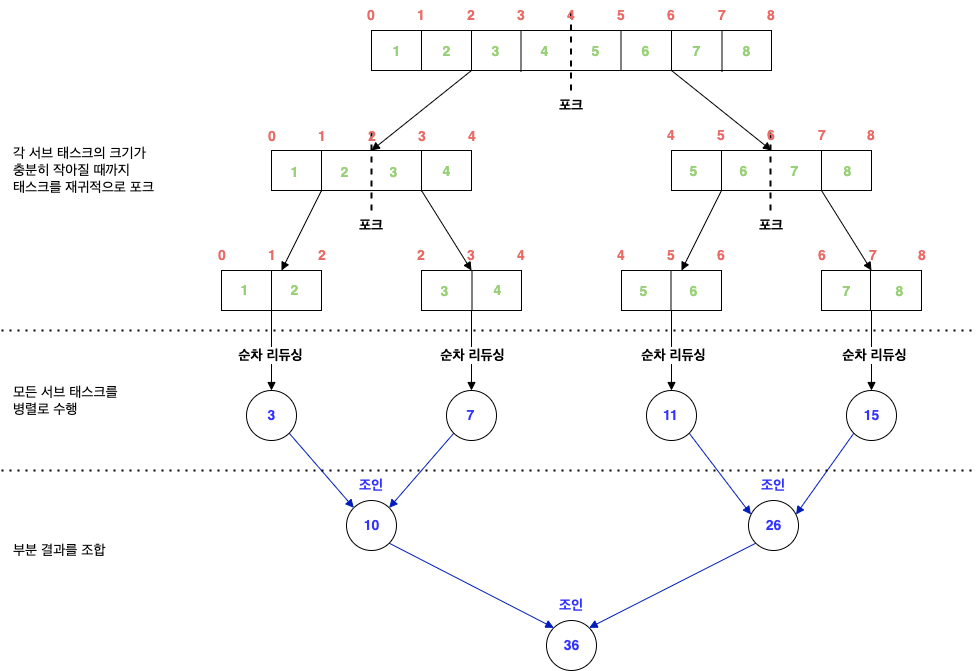 0 1 2 3 4 5 6 7 8
1 2 3 4 5 6 7 8
포크
0 1 2 3 4 4 5 6 7 8
각 서브 태스크의 크기가
충분히 작아질 때까지
태스크를 재귀적으로 포크
1 2 3 4 5 6 7 8
포크 포크
0 1 2 2 3 4 4 5 6 6 7 8
1 2 3 4 5 6 7 8
순차 리듀싱 순차 리듀싱 순차 리듀싱 순차 리듀싱
모든 서브 태스크를
병렬로 수행
3 7 11 15
조인 조인
10 26
부분 결과를 조합
조인
36